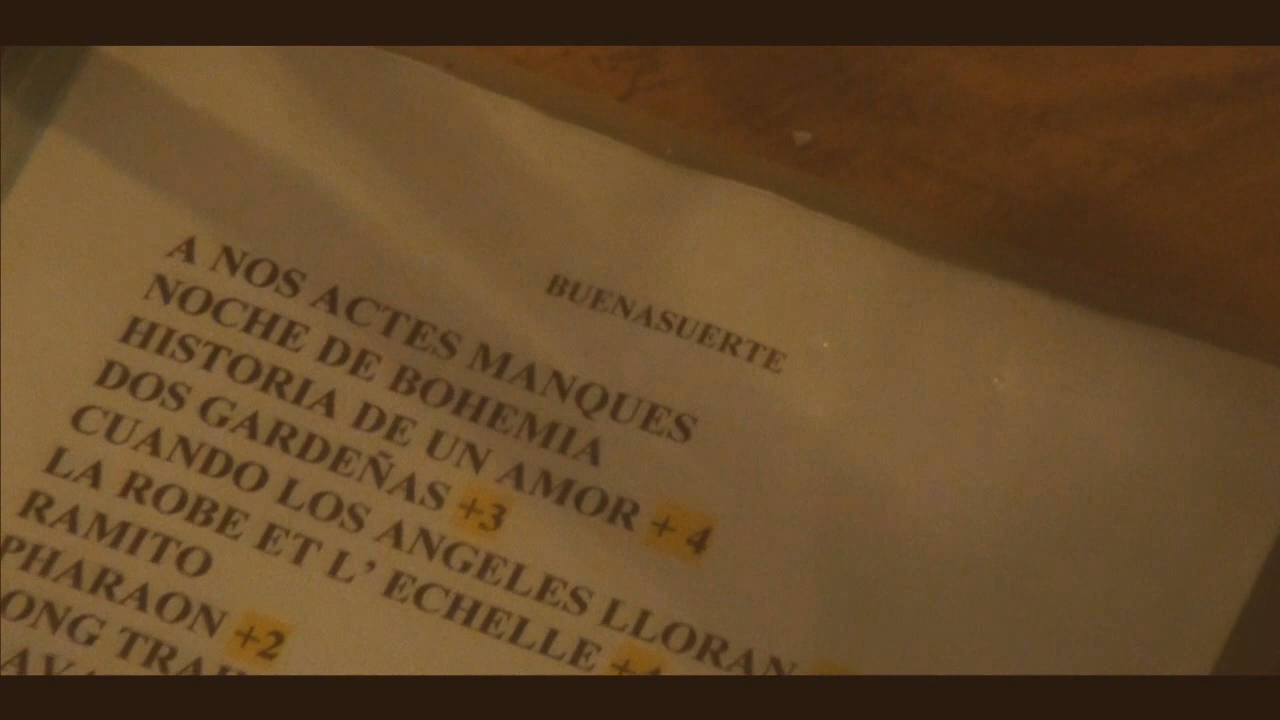 BUENASUERTE
A NOS ACTES MANQUES
NOCHE DE BOHEMIA
HISTORIA DE UN AMOR + 4
DOS GARDEÑAS +3
CUANDO LOS ANGELES LLORAN
LA ROBE ET L' ECHELLE
RAMITO
PHARAON +2
ONG